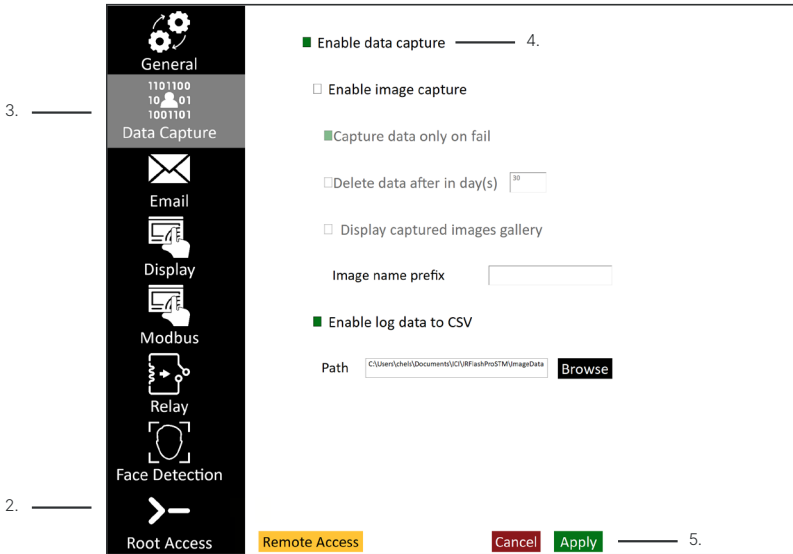 General
3.
1101100
10 01
1001101
Data Capture
Email
Display
Modbus
Relay
Face Detection
2.
Root Access
Enable data capture 4.
Enable image capture
Capture data only on fail
Delete data after in day(s) 30
Display captured images gallery
Image name prefix
Enable log data to CSV
Path C:\Users\chels\Documents\ICI\IRFlashProSTM\ImageData Browse
Remote Access Cancel Apply 5.